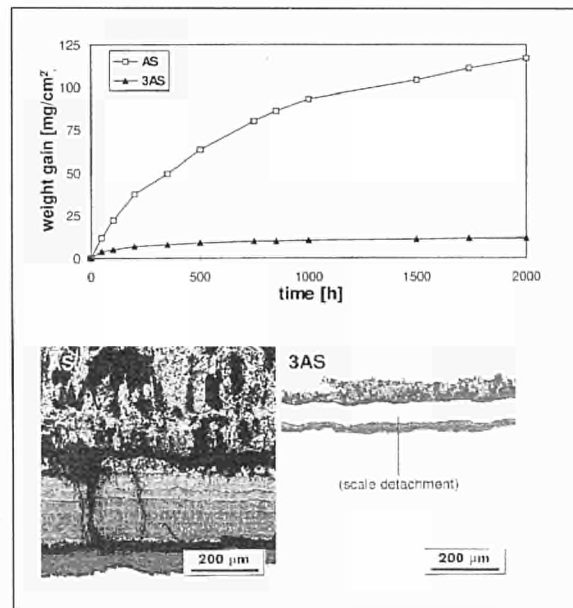 125
AS
3AS
100
75
50
25
0
weight gain [mg/cm².
0
500
1000
1500
2000
time [h]
3AS
(scale detachment)
200 µm
200 µm